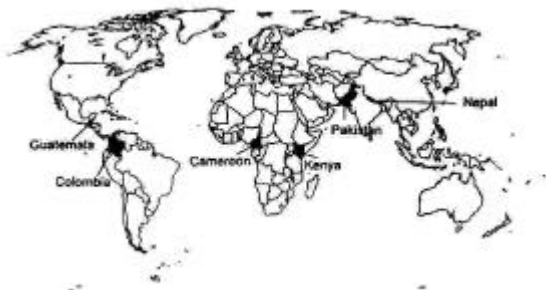 Nepal
Pakistan
Guatemala
Cameroon
Kenya
Colombia